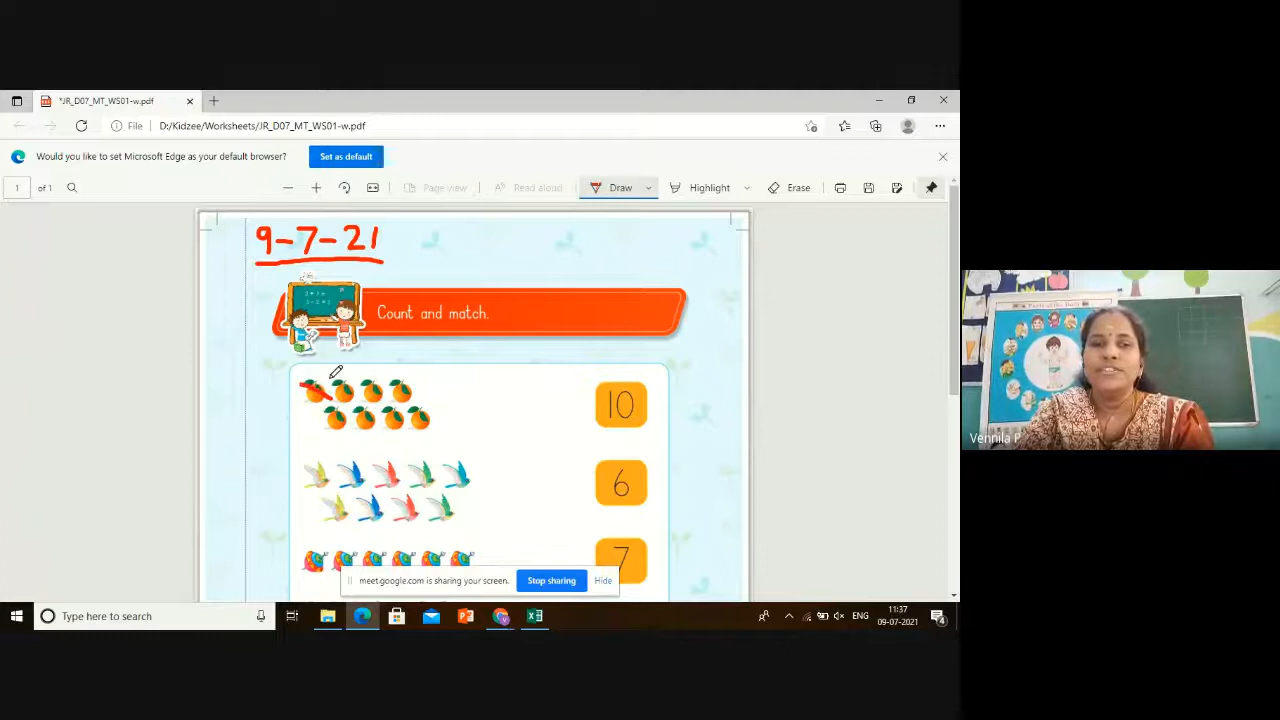 *JR_D07_MT_WS01-w.pdf
File D:/Kidzee/Worksheets/JR_D07_MT_WS01-w.pdf
Would you like to set Microsoft Edge as your default browser? Set as default
1 of 1 Page view Read aloud Draw Highlight Erase
9-7-21
Count and match.
10
6
7
meet.google.com is sharing your screen. Stop sharing Hide
Vennila P
Type here to search
ENG
11:37
09-07-2021
4